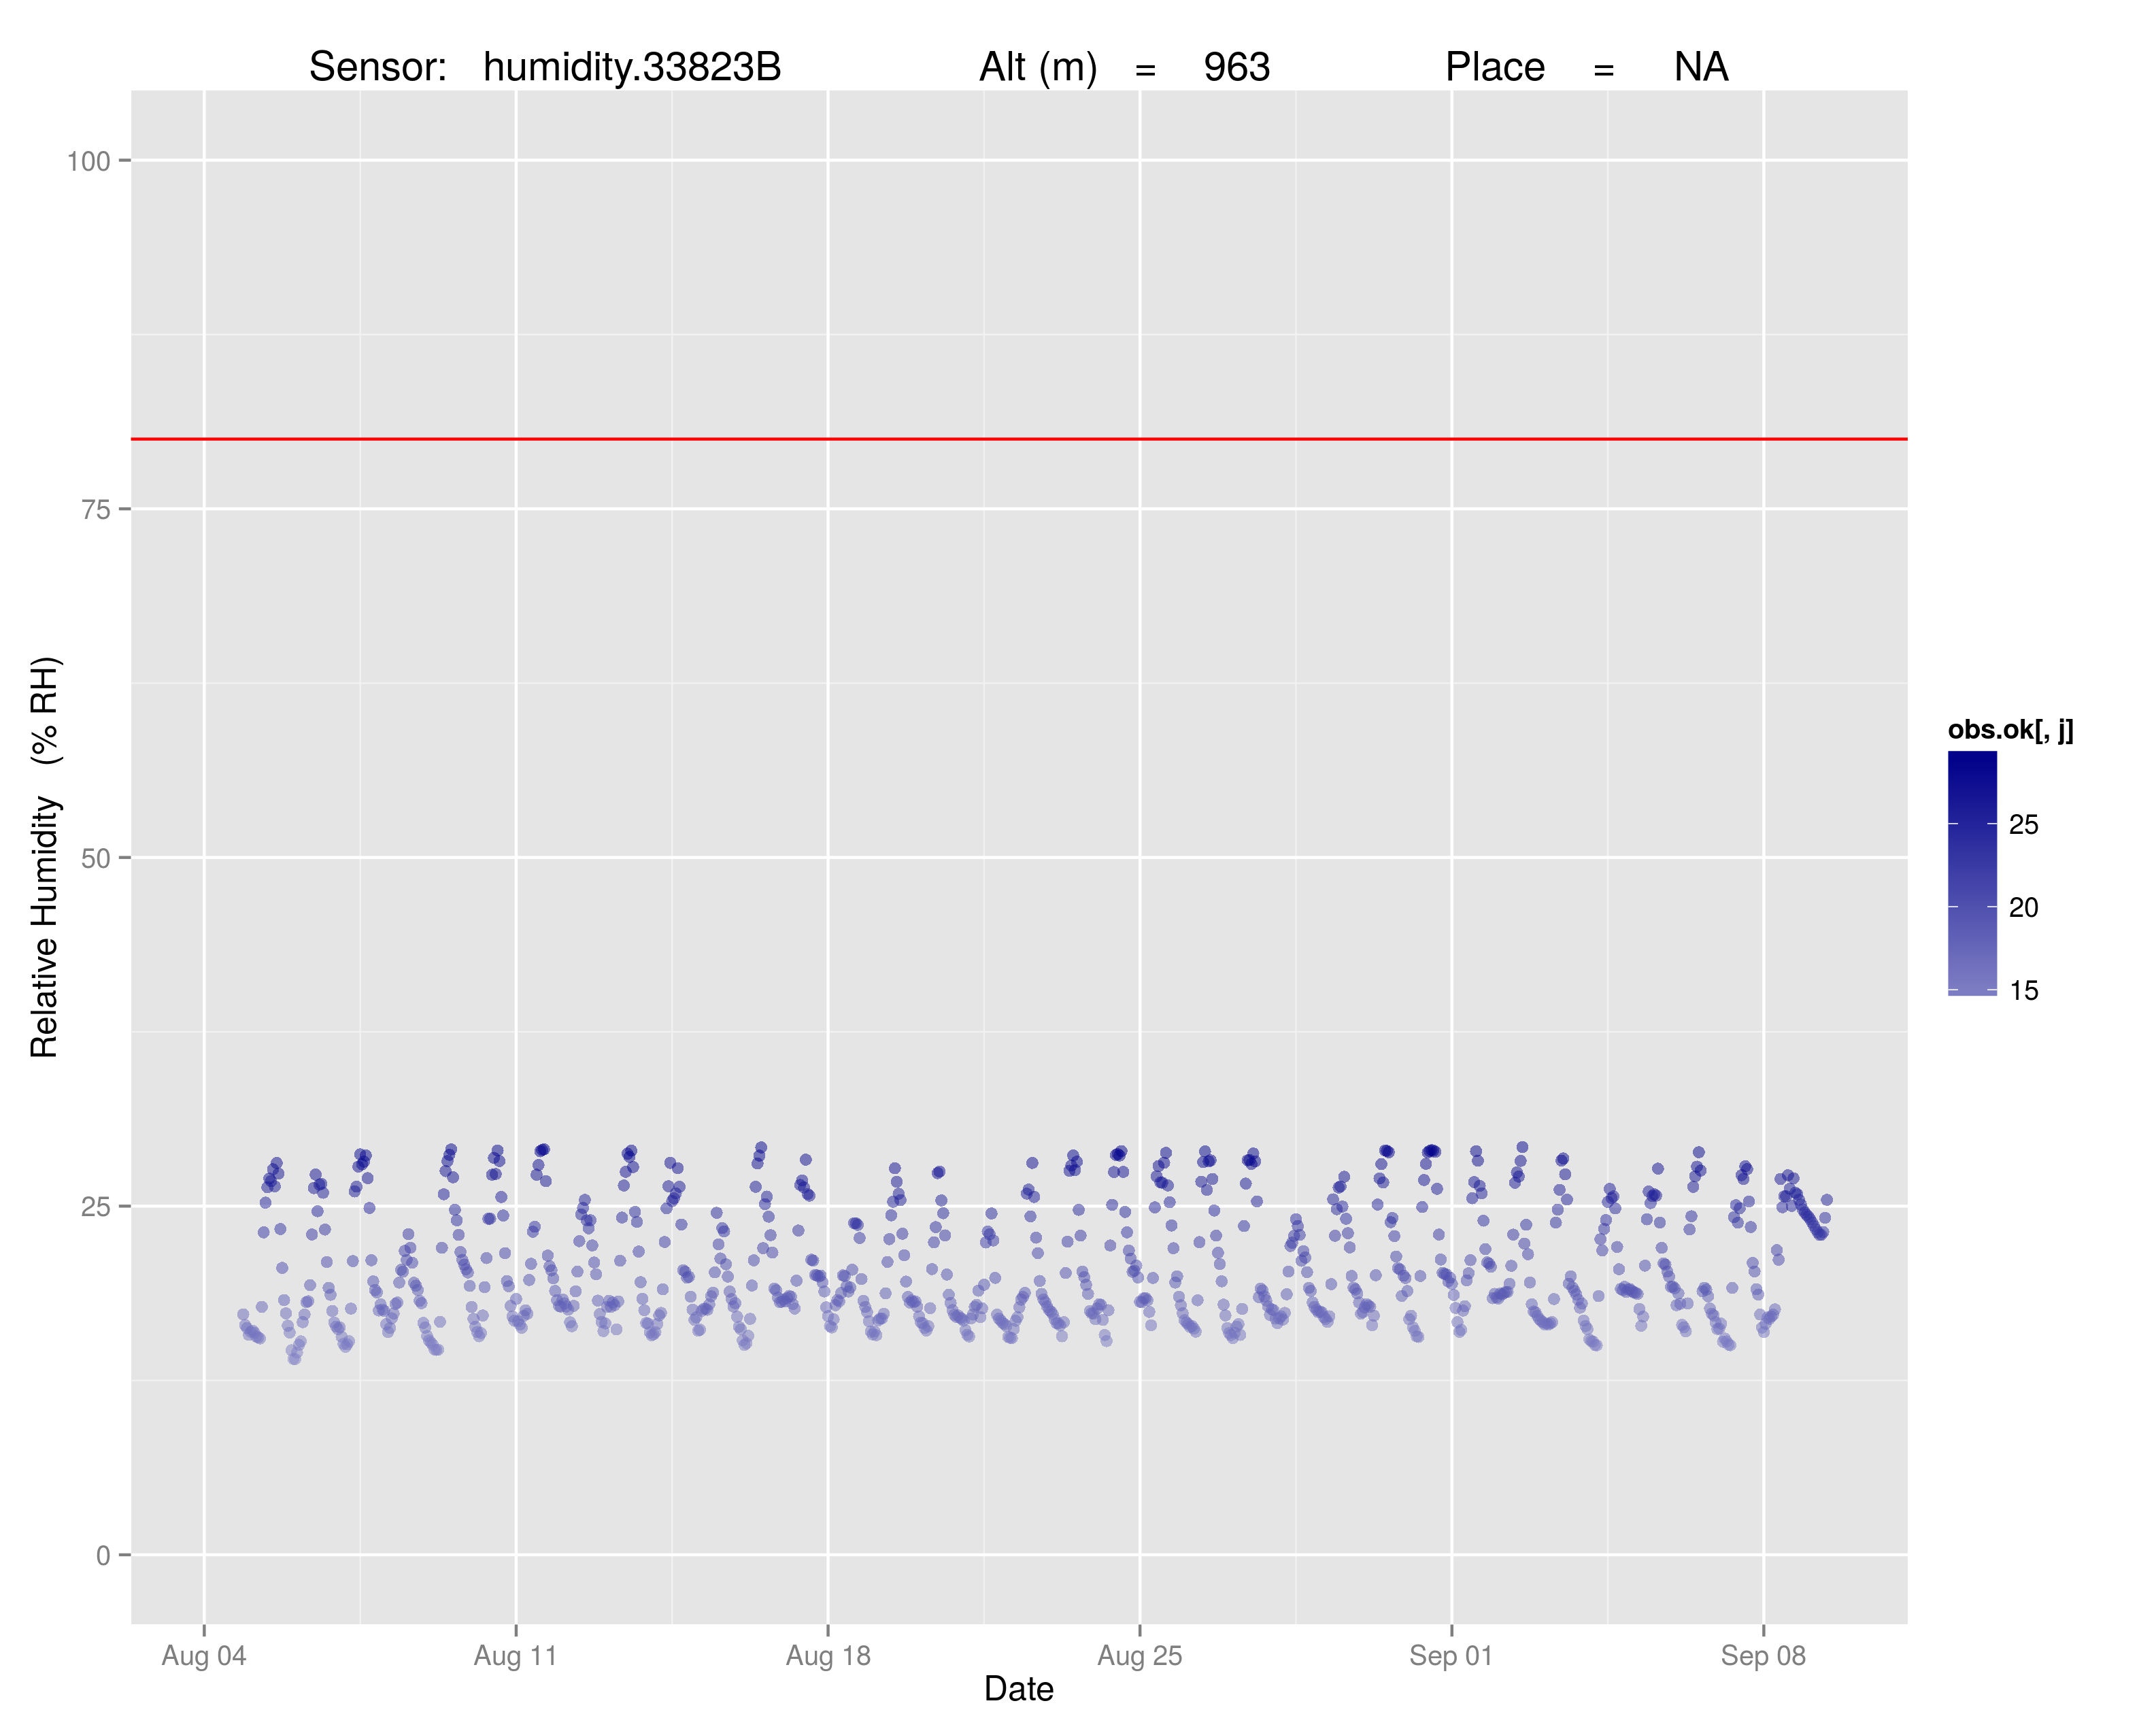 Sensor: humidity.33823B Alt (m) = 963 Place = NA
100
75
50
25
0
Relative Humidity (% RH)
Aug 04 Aug 11 Aug 18 Aug 25 Sep 01 Sep 08
Date
obs.ok[, j]
25
20
15